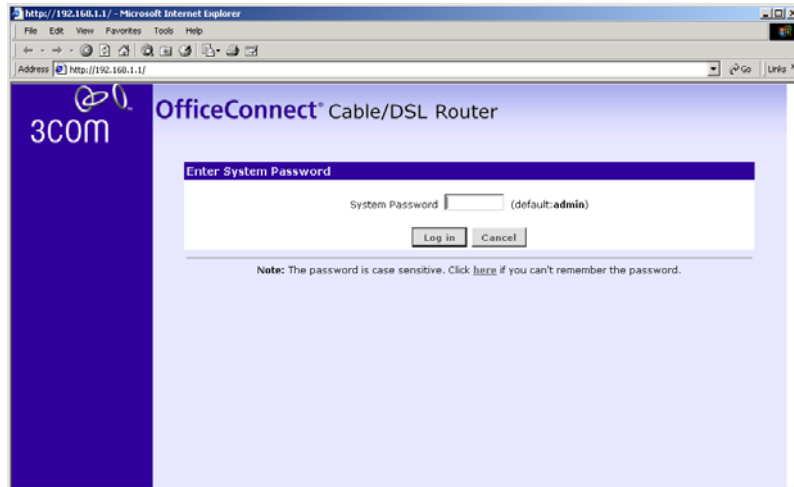 http://192.168.1.1/ - Microsoft Internet Explorer
File Edit View Favorites Tools Help
Address http://192.168.1.1/ Go Links
3COM
OfficeConnect® Cable/DSL Router
Enter System Password
System Password (default:admin)
Log in Cancel
Note: The password is case sensitive. Click here if you can't remember the password.